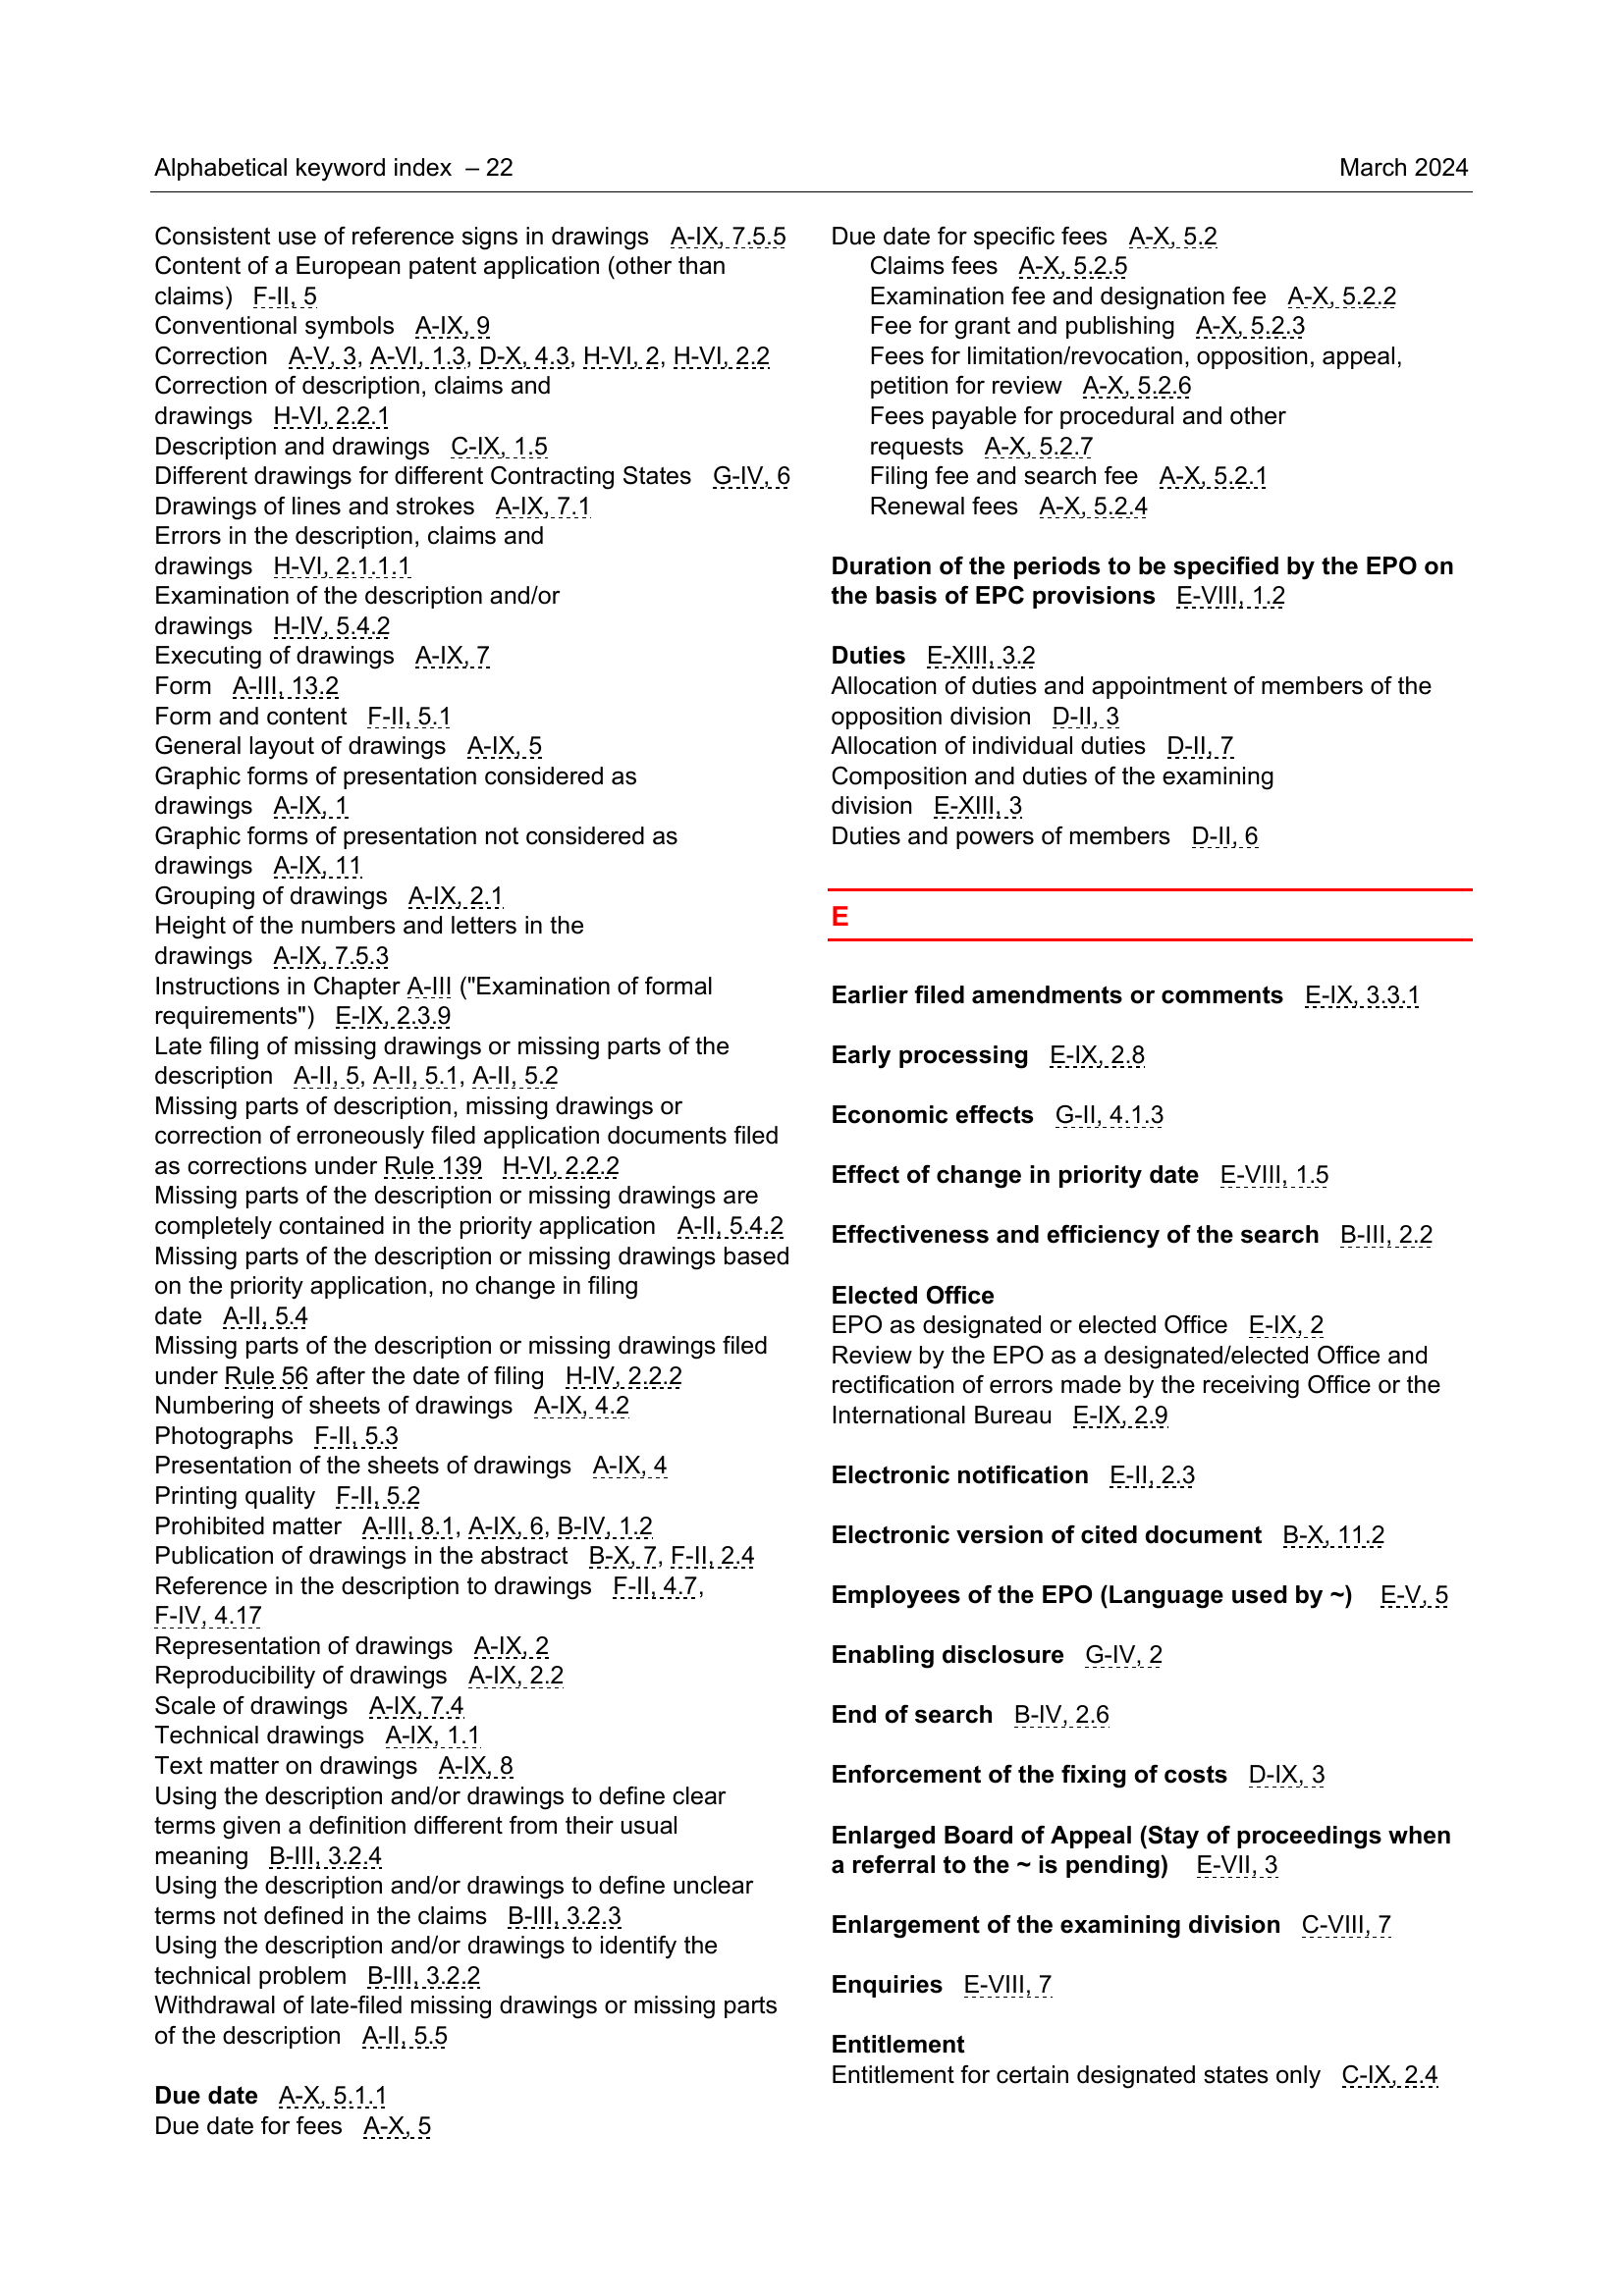 Alphabetical keyword index – 22
March 2024
Consistent use of reference signs in drawings A-IX, 7.5.5
Content of a European patent application (other than
claims) F-II, 5
Conventional symbols A-IX, 9
Correction A-V, 3, A-VI, 1.3, D-X, 4.3, H-VI, 2, H-VI, 2.2
Correction of description, claims and
drawings H-VI, 2.2.1
Description and drawings C-IX, 1.5
Different drawings for different Contracting States G-IV, 6
Drawings of lines and strokes A-IX, 7.1
Errors in the description, claims and
drawings H-VI, 2.1.1.1
Examination of the description and/or
drawings H-IV, 5.4.2
Executing of drawings A-IX, 7
Form A-III, 13.2
Form and content F-II, 5.1
General layout of drawings A-IX, 5
Graphic forms of presentation considered as
drawings A-IX, 1
Graphic forms of presentation not considered as
drawings A-IX, 11
Grouping of drawings A-IX, 2.1
Height of the numbers and letters in the
drawings A-IX, 7.5.3
Instructions in Chapter A-III ("Examination of formal
requirements") E-IX, 2.3.9
Late filing of missing drawings or missing parts of the
description A-II, 5, A-II, 5.1, A-II, 5.2
Missing parts of description, missing drawings or
correction of erroneously filed application documents filed
as corrections under Rule 139 H-VI, 2.2.2
Missing parts of the description or missing drawings are
completely contained in the priority application A-II, 5.4.2
Missing parts of the description or missing drawings based
on the priority application, no change in filing
date A-II, 5.4
Missing parts of the description or missing drawings filed
under Rule 56 after the date of filing H-IV, 2.2.2
Numbering of sheets of drawings A-IX, 4.2
Photographs F-II, 5.3
Presentation of the sheets of drawings A-IX, 4
Printing quality F-II, 5.2
Prohibited matter A-III, 8.1, A-IX, 6, B-IV, 1.2
Publication of drawings in the abstract B-X, 7, F-II, 2.4
Reference in the description to drawings F-II, 4.7,
F-IV, 4.17
Representation of drawings A-IX, 2
Reproducibility of drawings A-IX, 2.2
Scale of drawings A-IX, 7.4
Technical drawings A-IX, 1.1
Text matter on drawings A-IX, 8
Using the description and/or drawings to define clear
terms given a definition different from their usual
meaning B-III, 3.2.4
Using the description and/or drawings to define unclear
terms not defined in the claims B-III, 3.2.3
Using the description and/or drawings to identify the
technical problem B-III, 3.2.2
Withdrawal of late-filed missing drawings or missing parts
of the description A-II, 5.5
Due date A-X, 5.1.1
Due date for fees A-X, 5
Due date for specific fees A-X, 5.2
Claims fees A-X, 5.2.5
Examination fee and designation fee A-X, 5.2.2
Fee for grant and publishing A-X, 5.2.3
Fees for limitation/revocation, opposition, appeal,
petition for review A-X, 5.2.6
Fees payable for procedural and other
requests A-X, 5.2.7
Filing fee and search fee A-X, 5.2.1
Renewal fees A-X, 5.2.4
Duration of the periods to be specified by the EPO on
the basis of EPC provisions E-VIII, 1.2
Duties E-XIII, 3.2
Allocation of duties and appointment of members of the
opposition division D-II, 3
Allocation of individual duties D-II, 7
Composition and duties of the examining
division E-XIII, 3
Duties and powers of members D-II, 6
E
Earlier filed amendments or comments E-IX, 3.3.1
Early processing E-IX, 2.8
Economic effects G-II, 4.1.3
Effect of change in priority date E-VIII, 1.5
Effectiveness and efficiency of the search B-III, 2.2
Elected Office
EPO as designated or elected Office E-IX, 2
Review by the EPO as a designated/elected Office and
rectification of errors made by the receiving Office or the
International Bureau E-IX, 2.9
Electronic notification E-II, 2.3
Electronic version of cited document B-X, 11.2
Employees of the EPO (Language used by ~) E-V, 5
Enabling disclosure G-IV, 2
End of search B-IV, 2.6
Enforcement of the fixing of costs D-IX, 3
Enlarged Board of Appeal (Stay of proceedings when
a referral to the ~ is pending) E-VII, 3
Enlargement of the examining division C-VIII, 7
Enquiries E-VIII, 7
Entitlement
Entitlement for certain designated states only C-IX, 2.4